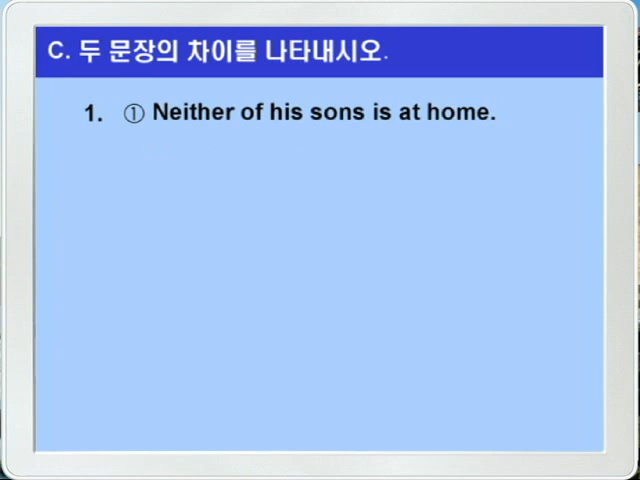 C. 두 문장의 차이를 나타내시오.
1. ① Neither of his sons is at home.